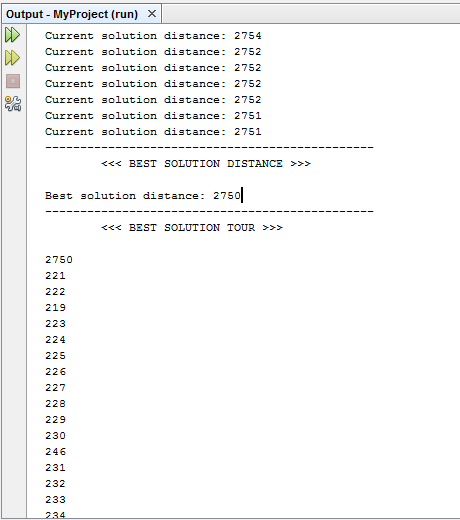 Output - MyProject (run)
Current solution distance: 2754
Current solution distance: 2752
Current solution distance: 2752
Current solution distance: 2752
Current solution distance: 2752
Current solution distance: 2751
Current solution distance: 2751
-----------------------------------------------
<<< BEST SOLUTION DISTANCE >>>
Best solution distance: 2750
-----------------------------------------------
<<< BEST SOLUTION TOUR >>>
2750
221
222
219
223
224
225
226
227
228
229
230
246
231
232
233
234